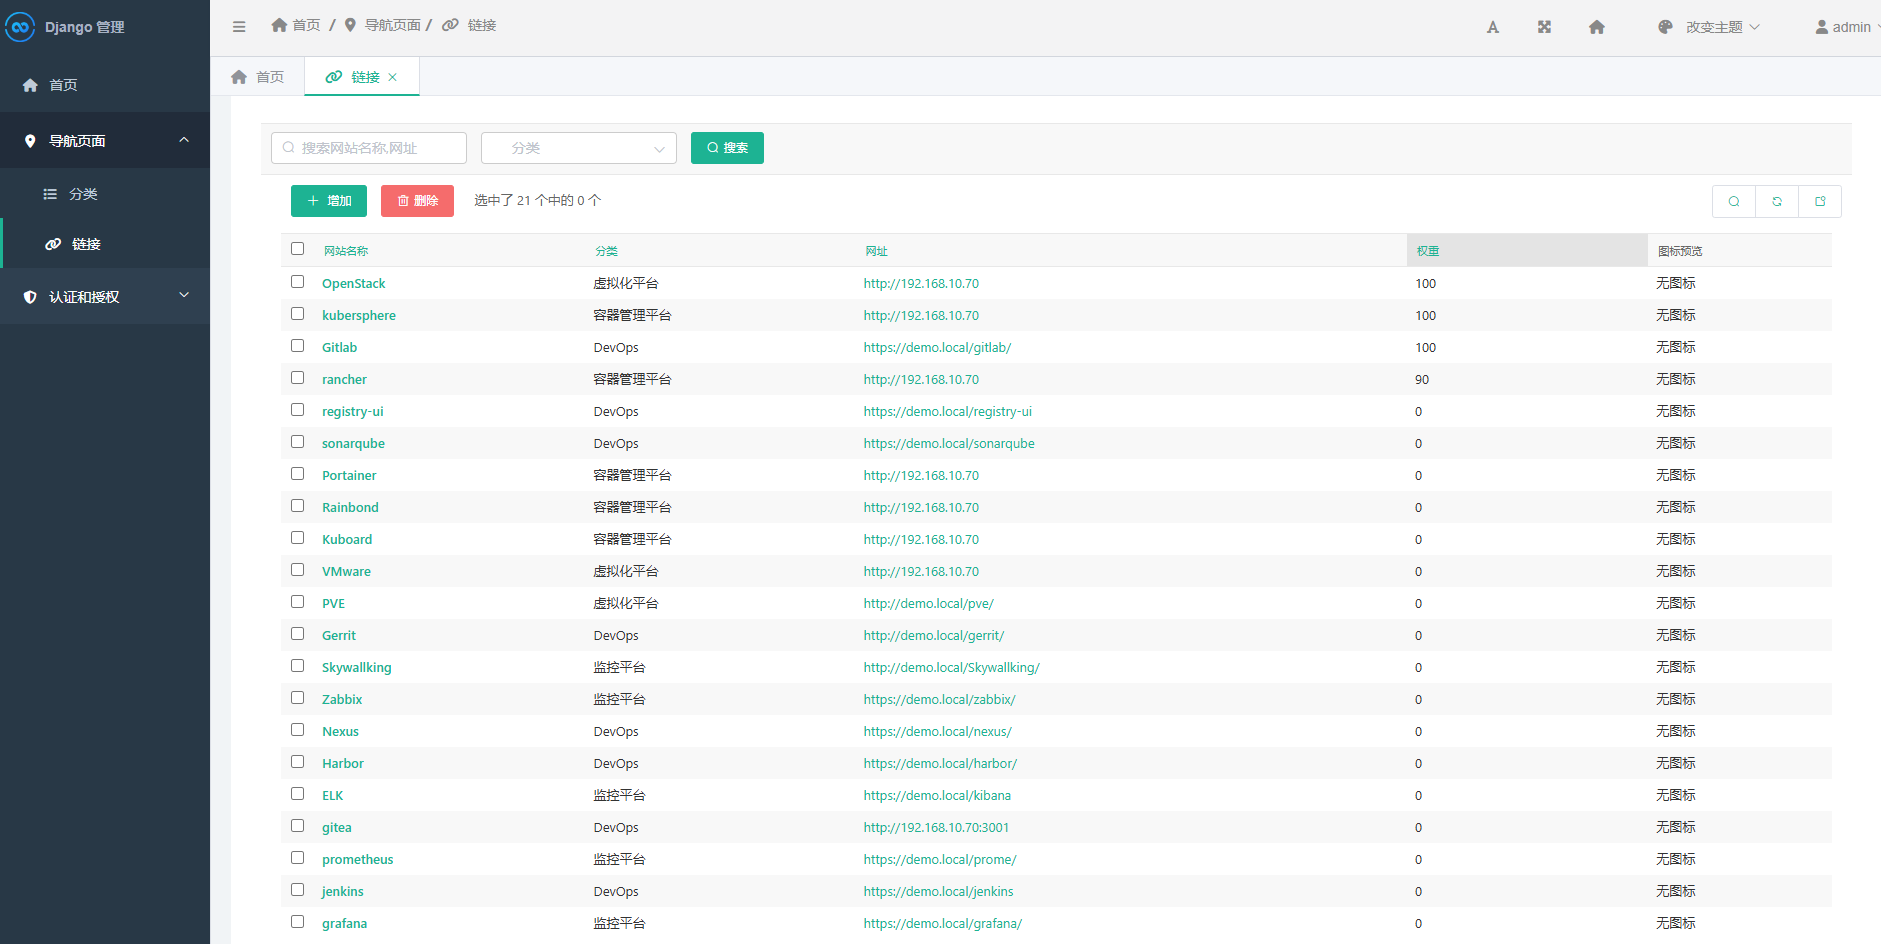 Django 管理
首页
导航页面
分类
链接
认证和授权
首页 / 导航页面 / 链接
改变主题
admin
首页
链接
搜索网站名称,网址
分类
搜索
增加
删除
选中了 21 个中的 0 个
网站名称 分类 网址 权重 图标预览
OpenStack 虚拟化平台 http://192.168.10.70 100 无图标
kubersphere 容器管理平台 http://192.168.10.70 100 无图标
Gitlab DevOps https://demo.local/gitlab/ 100 无图标
rancher 容器管理平台 http://192.168.10.70 90 无图标
registry-ui DevOps https://demo.local/registry-ui 0 无图标
sonarqube DevOps https://demo.local/sonarqube 0 无图标
Portainer 容器管理平台 http://192.168.10.70 0 无图标
Rainbond 容器管理平台 http://192.168.10.70 0 无图标
Kuboard 容器管理平台 http://192.168.10.70 0 无图标
VMware 虚拟化平台 http://192.168.10.70 0 无图标
PVE 虚拟化平台 http://demo.local/pve/ 0 无图标
Gerrit DevOps http://demo.local/gerrit/ 0 无图标
Skywallking 监控平台 http://demo.local/Skywallking/ 0 无图标
Zabbix 监控平台 https://demo.local/zabbix/ 0 无图标
Nexus DevOps https://demo.local/nexus/ 0 无图标
Harbor DevOps https://demo.local/harbor/ 0 无图标
ELK 监控平台 https://demo.local/kibana 0 无图标
gitea DevOps http://192.168.10.70:3001 0 无图标
prometheus 监控平台 https://demo.local/prome/ 0 无图标
jenkins DevOps https://demo.local/jenkins 0 无图标
grafana 监控平台 https://demo.local/grafana/ 0 无图标